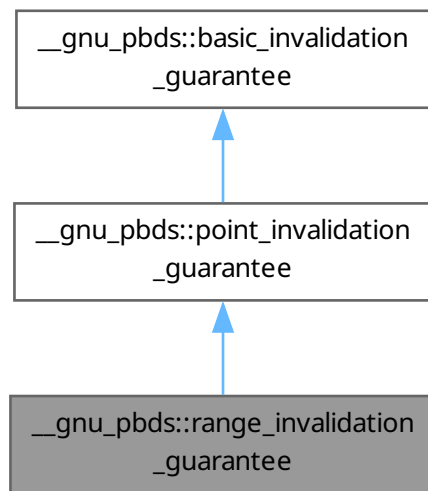 __gnu_pbds::basic_invalidation
_guarantee
__gnu_pbds::point_invalidation
_guarantee
__gnu_pbds::range_invalidation
_guarantee